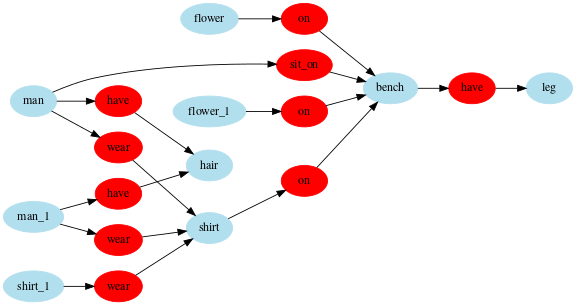 flower on
man sit_on bench have leg
have flower_1 on
wear hair
man_1 have on
wear shirt
shirt_1 wear